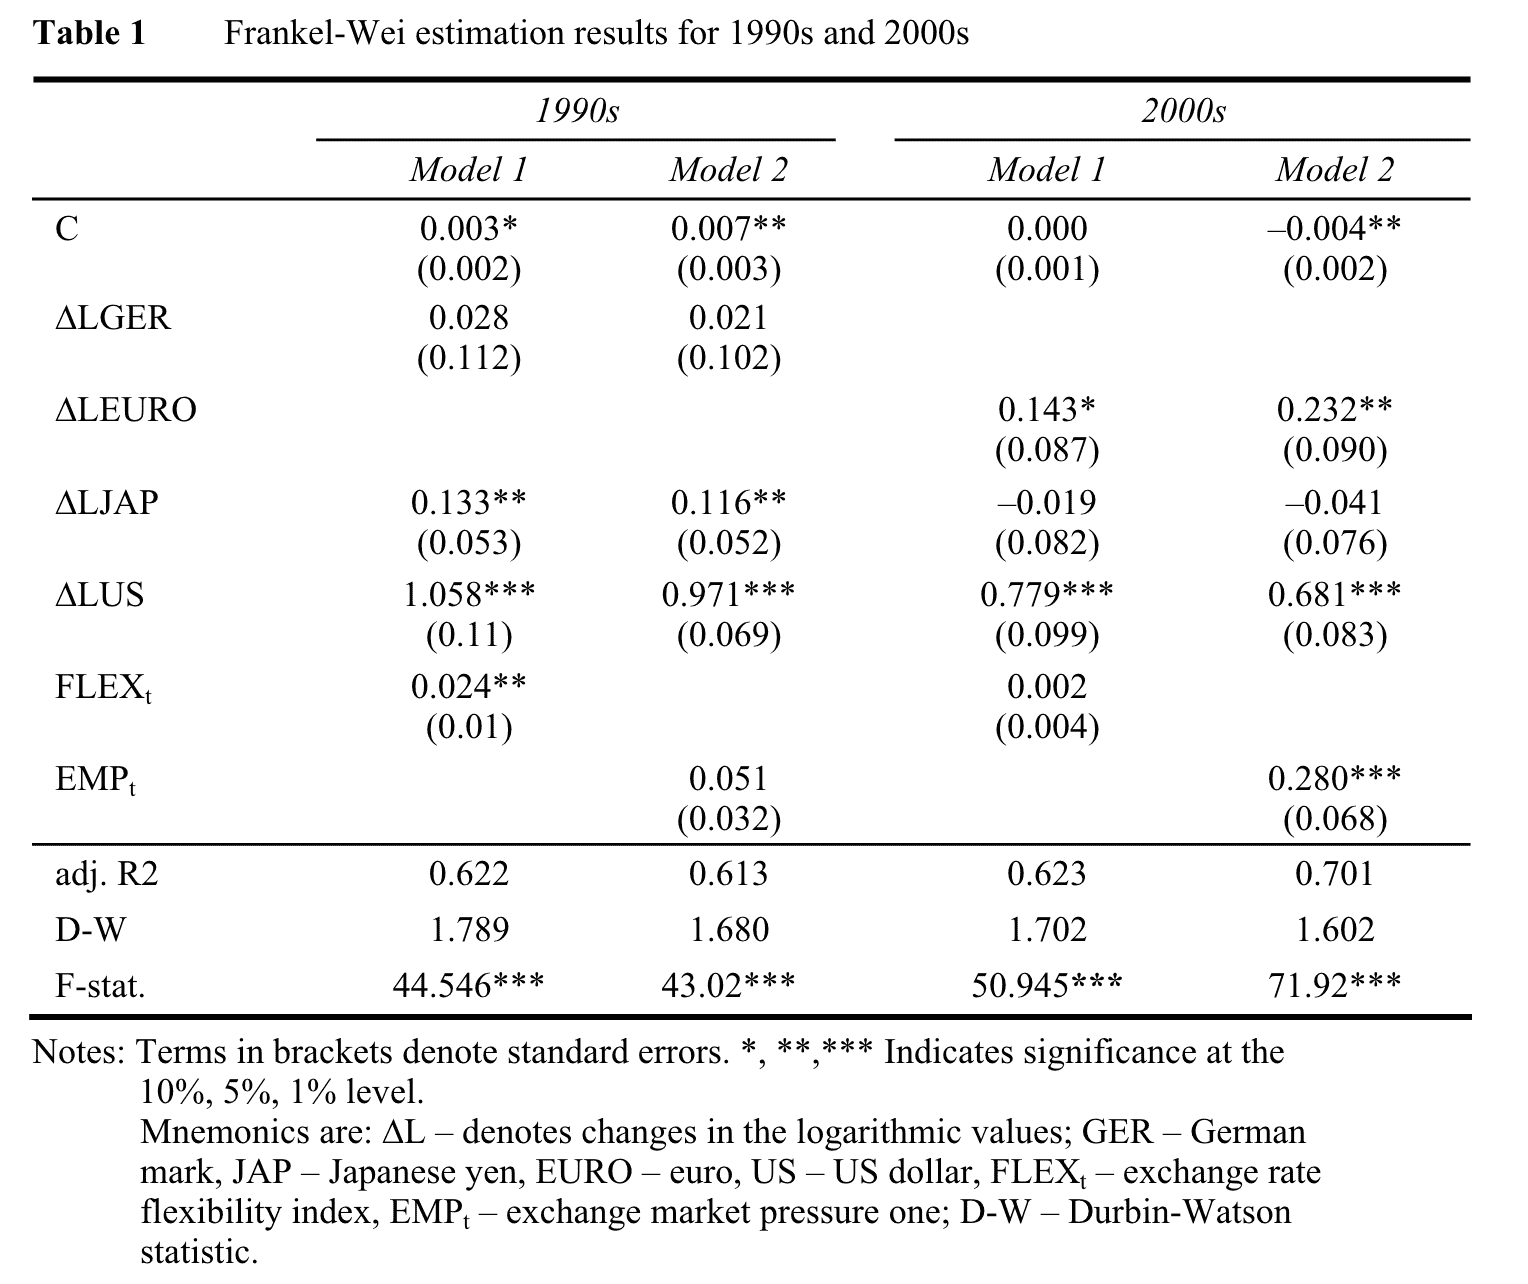 Table 1 Frankel-Wei estimation results for 1990s and 2000s
1990s 2000s
Model 1 Model 2 Model 1 Model 2
C 0.003* 0.007** 0.000 –0.004**
(0.002) (0.003) (0.001) (0.002)
ΔLGER 0.028 0.021
(0.112) (0.102)
ΔLEURO 0.143* 0.232**
(0.087) (0.090)
ΔLJAP 0.133** 0.116** –0.019 –0.041
(0.053) (0.052) (0.082) (0.076)
ΔLUS 1.058*** 0.971*** 0.779*** 0.681***
(0.11) (0.069) (0.099) (0.083)
FLEXt 0.024** 0.002
(0.01) (0.004)
EMPt 0.051 0.280***
(0.032) (0.068)
adj. R2 0.622 0.613 0.623 0.701
D-W 1.789 1.680 1.702 1.602
F-stat. 44.546*** 43.02*** 50.945*** 71.92***
Notes: Terms in brackets denote standard errors. *, **,*** Indicates significance at the
10%, 5%, 1% level.
Mnemonics are: ΔL – denotes changes in the logarithmic values; GER – German
mark, JAP – Japanese yen, EURO – euro, US – US dollar, FLEXt – exchange rate
flexibility index, EMPt – exchange market pressure one; D-W – Durbin-Watson
statistic.